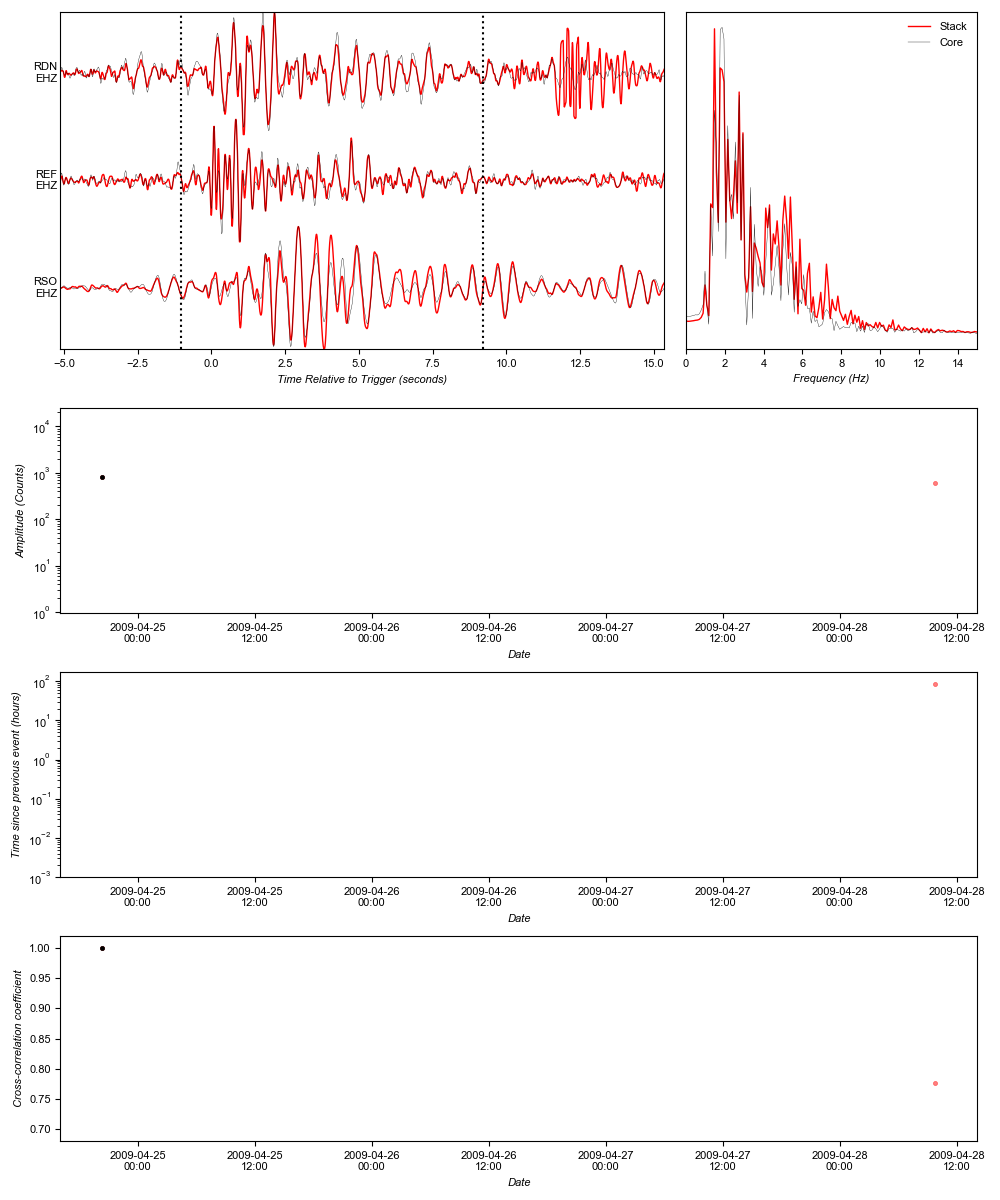 RDN
EHZ
REF
EHZ
RSO
EHZ
−5.0 −2.5 0.0 2.5 5.0 7.5 10.0 12.5 15.0
Time Relative to Trigger (seconds)
Stack
Core
0 2 4 6 8 10 12 14
Frequency (Hz)
10^4
10^3
10^2
10^1
10^0
Amplitude (Counts)
2009-04-25 2009-04-25 2009-04-26 2009-04-26 2009-04-27 2009-04-27 2009-04-28 2009-04-28
00:00 12:00 00:00 12:00 00:00 12:00 00:00 12:00
Date
10^2
10^1
10^0
10^−1
10^−2
10^−3
Time since previous event (hours)
2009-04-25 2009-04-25 2009-04-26 2009-04-26 2009-04-27 2009-04-27 2009-04-28 2009-04-28
00:00 12:00 00:00 12:00 00:00 12:00 00:00 12:00
Date
1.00
0.95
0.90
0.85
0.80
0.75
0.70
Cross-correlation coefficient
2009-04-25 2009-04-25 2009-04-26 2009-04-26 2009-04-27 2009-04-27 2009-04-28 2009-04-28
00:00 12:00 00:00 12:00 00:00 12:00 00:00 12:00
Date